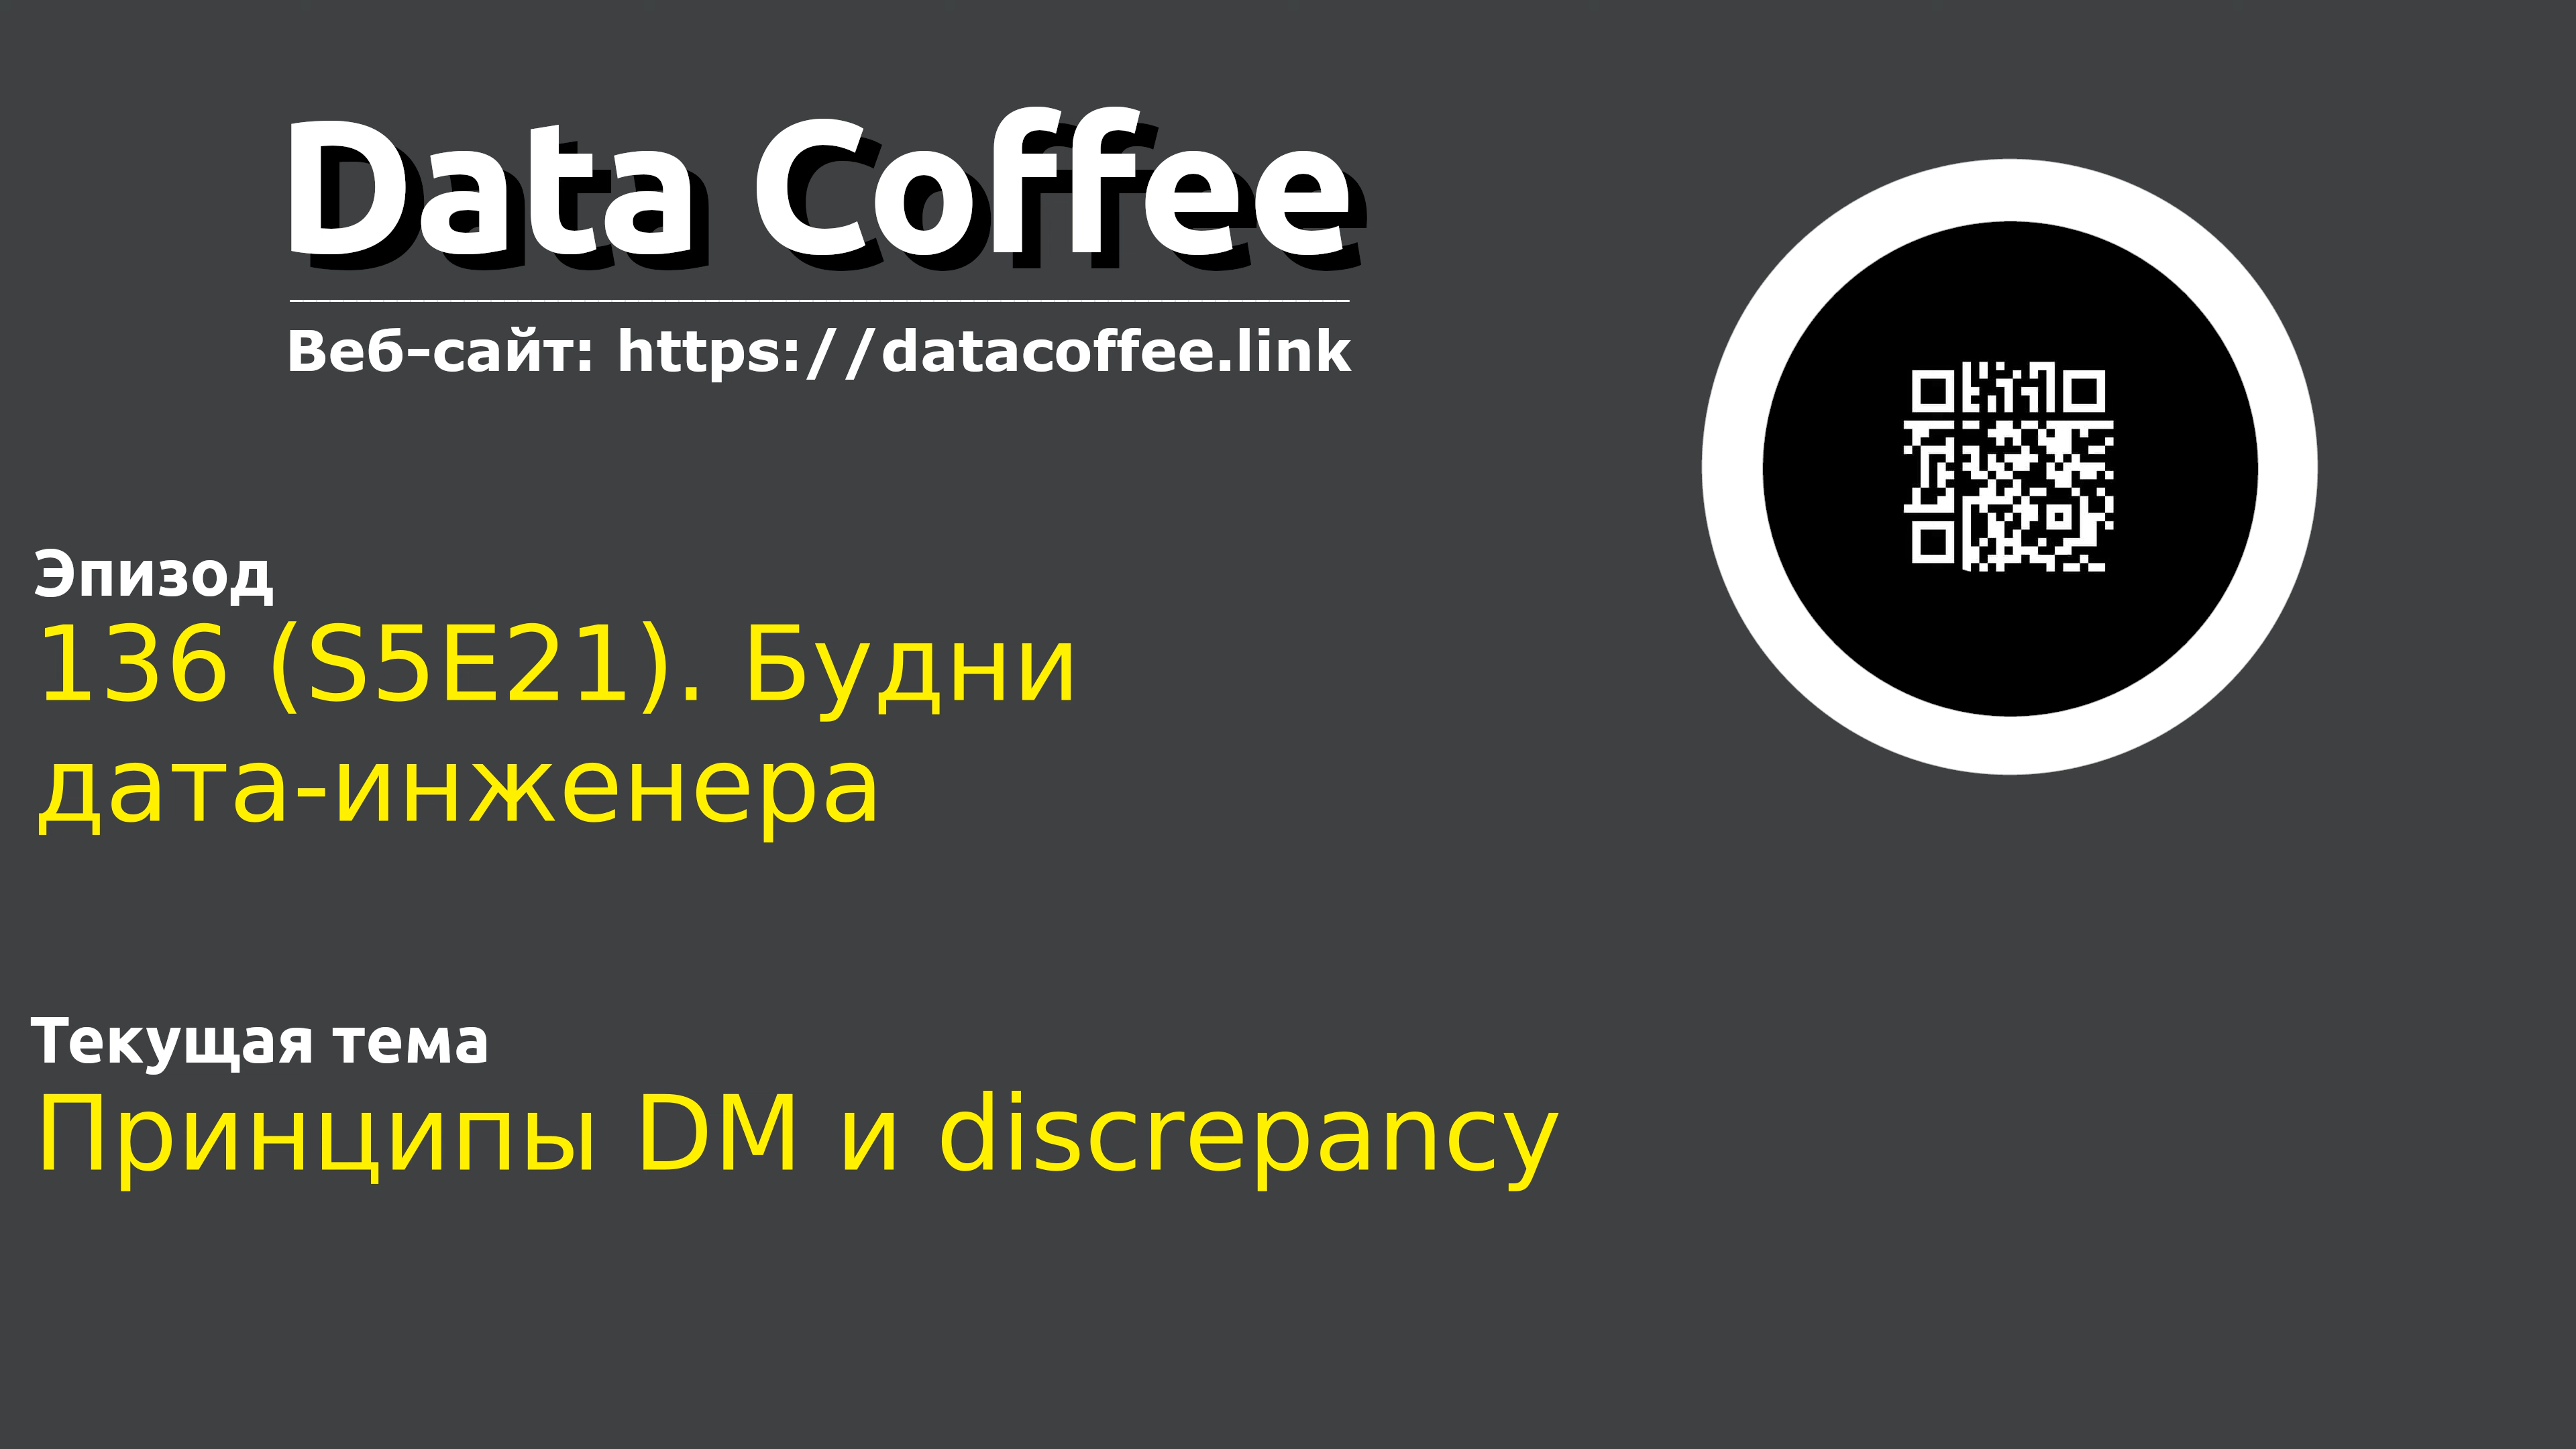 Data Coffee
Веб-сайт: https://datacoffee.link
Эпизод
136 (S5E21). Будни
дата-инженера
Текущая тема
Принципы DM и discrepancy